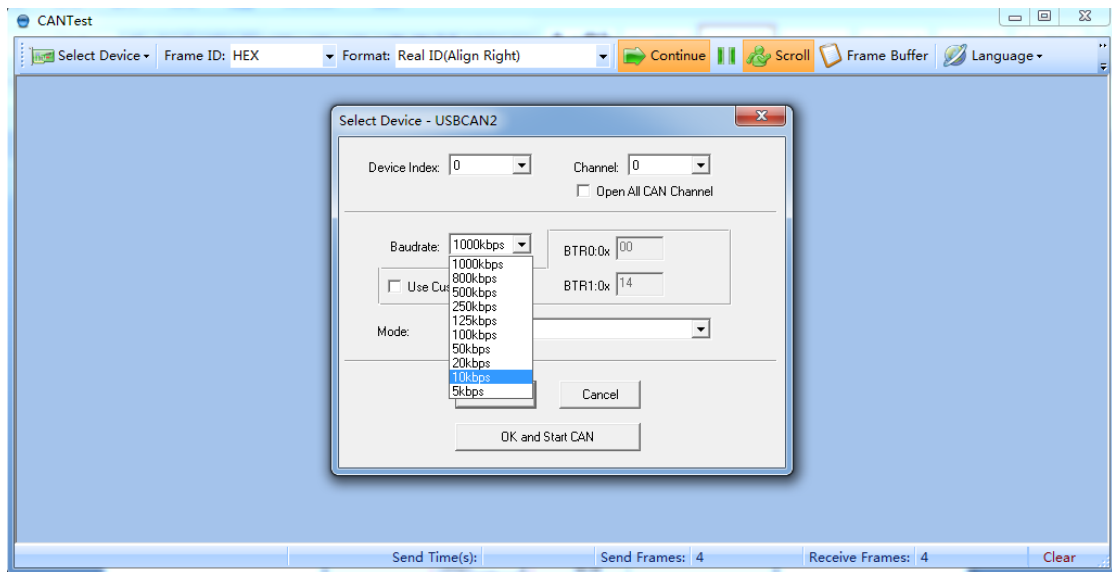 CANTest
Select Device Frame ID: HEX Format: Real ID(Align Right) Continue Scroll Frame Buffer Language
Select Device - USBCAN2
Device Index: 0 Channel: 0
Open All CAN Channel
Baudrate: 1000kbps BTR0:0x 00
1000kbps
800kbps
Use Cus 500kbps BTR1:0x 14
250kbps
125kbps
Mode: 100kbps
50kbps
20kbps
10kbps
5kbps Cancel
OK and Start CAN
Send Time(s): Send Frames: 4 Receive Frames: 4 Clear